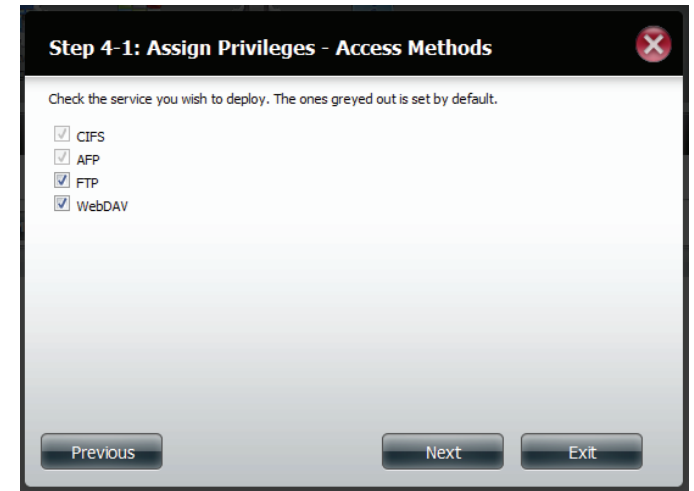 Step 4-1: Assign Privileges - Access Methods
Check the service you wish to deploy. The ones greyed out is set by default.
CIFS
AFP
FTP
WebDAV
Previous
Next
Exit